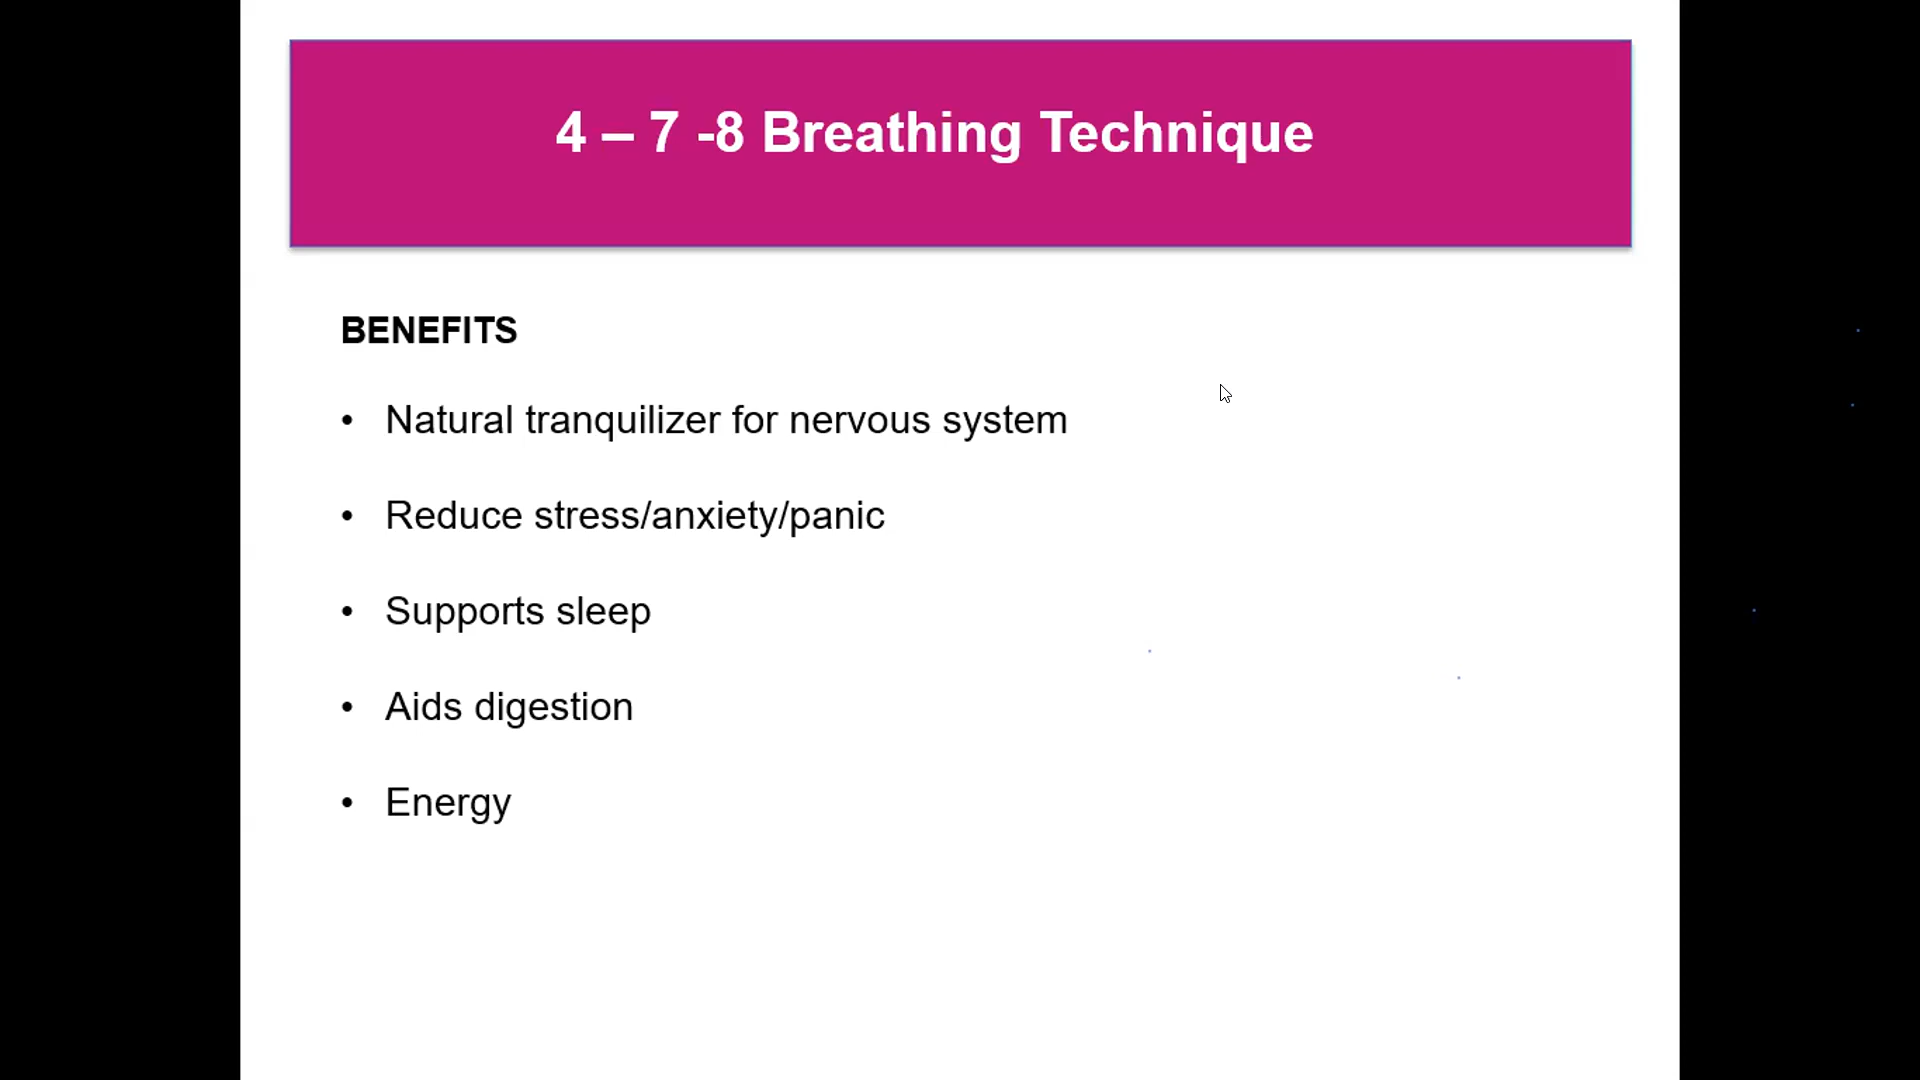 4 – 7 -8 Breathing Technique
BENEFITS
• Natural tranquilizer for nervous system
• Reduce stress/anxiety/panic
• Supports sleep
• Aids digestion
• Energy